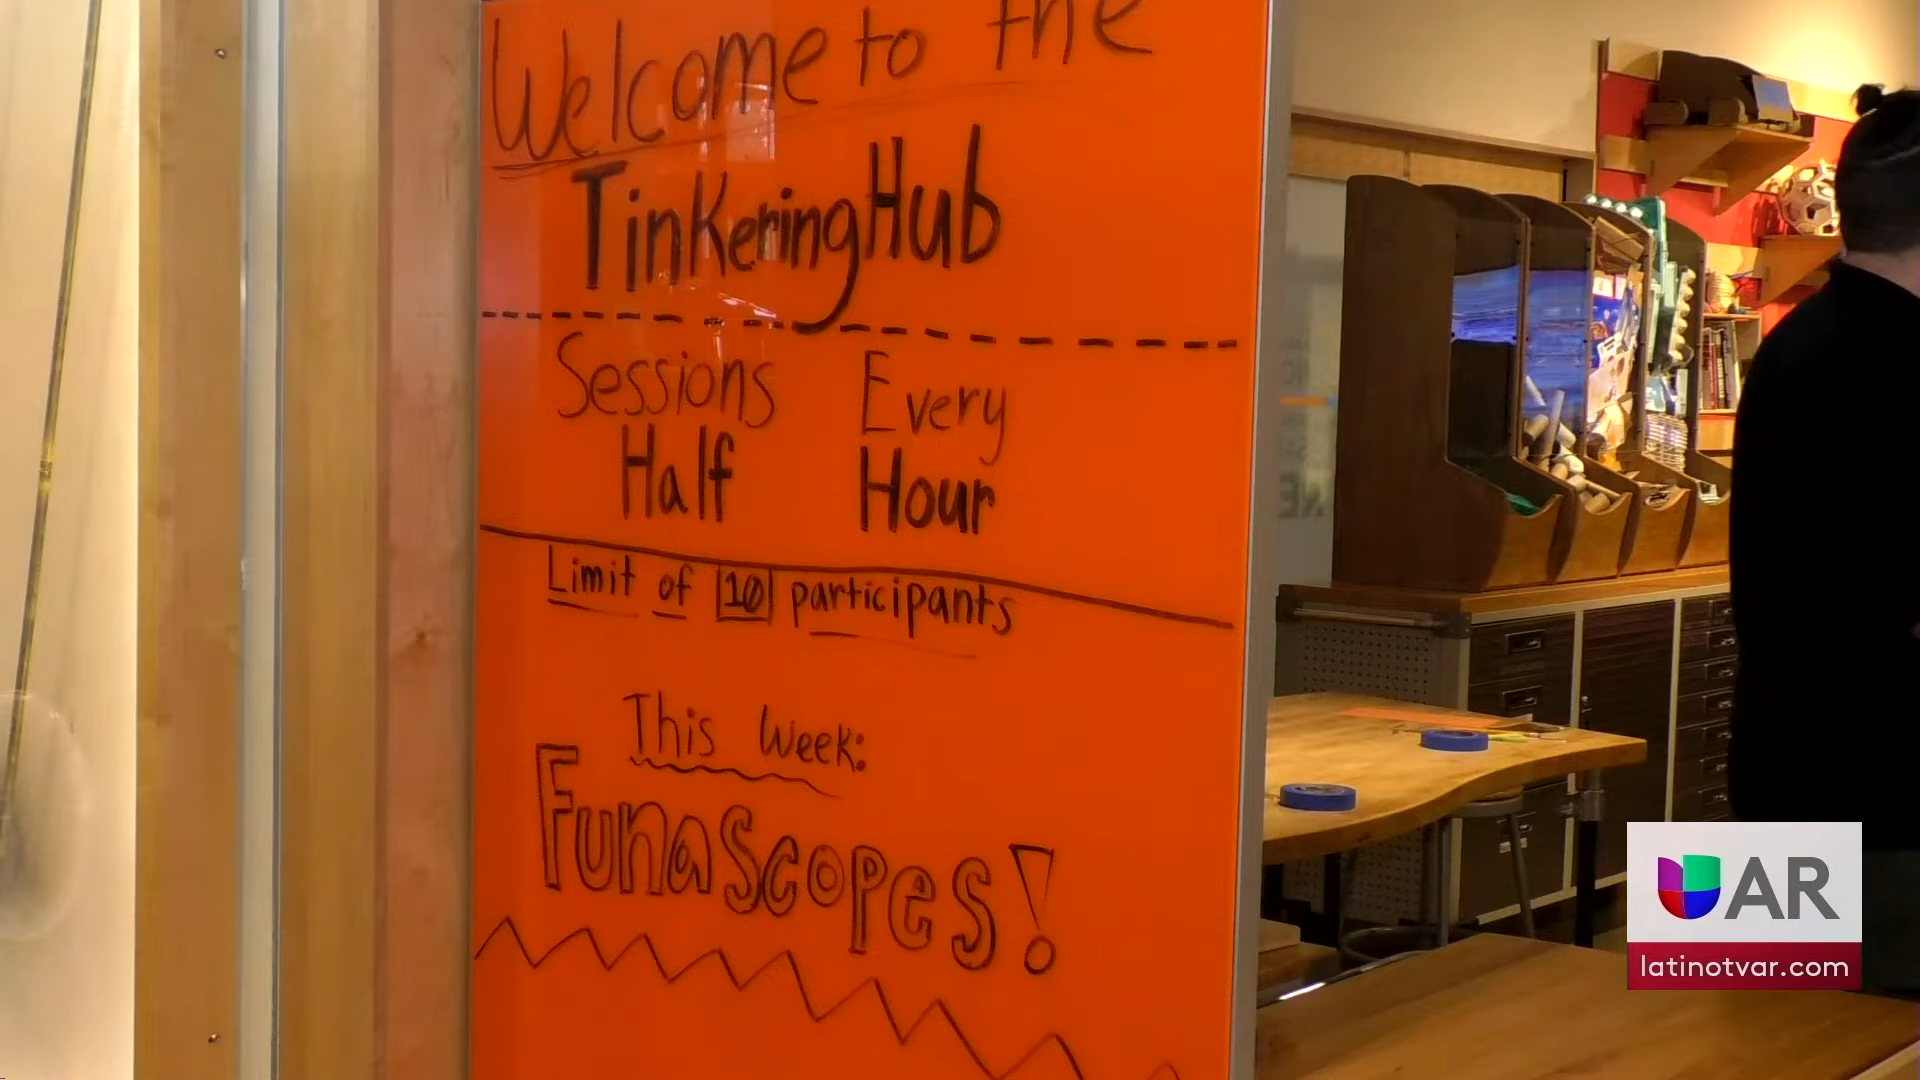 Welcome to the
TinkeringHub
Sessions Every
Half Hour
Limit of 10 participants
This Week:
Funascopes!
AR
latinotvar.com